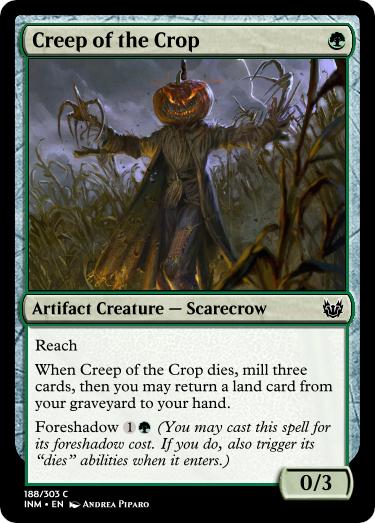 Creep of the Crop
Artifact Creature — Scarecrow
Reach
When Creep of the Crop dies, mill three
cards, then you may return a land card from
your graveyard to your hand.
Foreshadow 1 (You may cast this spell for
its foreshadow cost. If you do, also trigger its
“dies” abilities when it enters.)
0/3
188/303 C
INM • EN Andrea Piparo